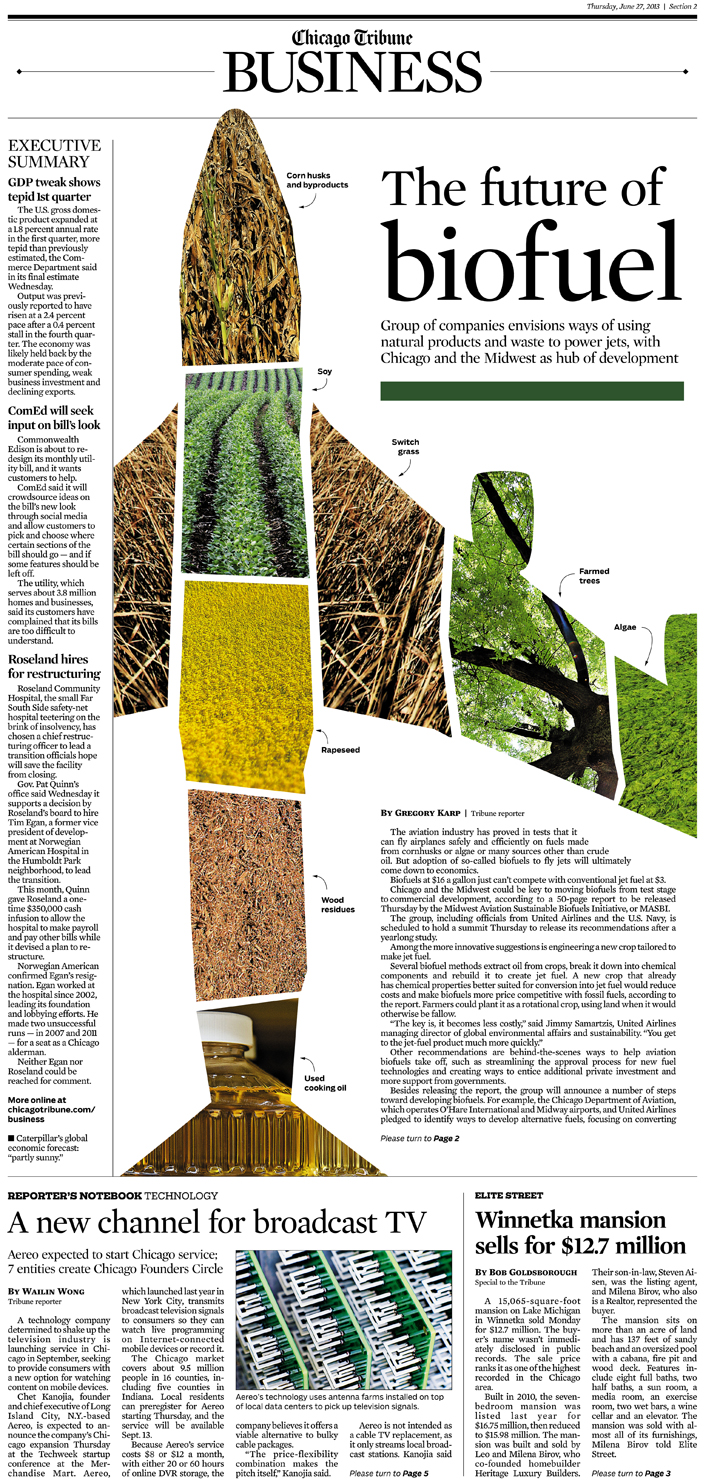 Thursday, June 27, 2013 | Section 2
Chicago Tribune
BUSINESS
EXECUTIVE
SUMMARY
GDP tweak shows
tepid 1st quarter
The U.S. gross domes-
tic product expanded at
a 1.8 percent annual rate
in the first quarter, more
tepid than previously
estimated, the Com-
merce Department said
in its final estimate
Wednesday.
Output was previ-
ously reported to have
risen at a 2.4 percent
pace after a 0.4 percent
stall in the fourth quar-
ter. The economy was
likely held back by the
moderate pace of con-
sumer spending, weak
business investment and
declining exports.
ComEd will seek
input on bill's look
Commonwealth
Edison is about to re-
design its monthly util-
ity bill, and it wants
customers to help.
ComEd said it will
crowdsource ideas on
the bill's new look
through social media
and allow customers to
pick and choose where
certain sections of the
bill should go — and if
some features should be
left off.
The utility, which
serves about 3.8 million
homes and businesses,
said its customers have
complained that its bills
are too difficult to
understand.
Roseland hires
for restructuring
Roseland Community
Hospital, the small Far
South Side safety-net
hospital teetering on the
brink of insolvency, has
chosen a chief restruc-
turing officer to lead a
transition officials hope
will save the facility
from closing.
Gov. Pat Quinn's
office said Wednesday it
supports a decision by
Roseland's board to hire
Tim Egan, a former vice
president of develop-
ment at Norwegian
American Hospital in
the Humboldt Park
neighborhood, to lead
the transition.
This month, Quinn
gave Roseland a one-
time $350,000 cash
infusion to allow the
hospital to make payroll
and pay other bills while
it devised a plan to re-
structure.
Norwegian American
confirmed Egan's resig-
nation. Egan worked at
the hospital since 2002,
leading its foundation
and lobbying efforts. He
made two unsuccessful
runs — in 2007 and 2011
— for a seat as a Chicago
alderman.
Neither Egan nor
Roseland could be
reached for comment.
More online at
chicagotribune.com/
business
■ Caterpillar's global
economic forecast:
"partly sunny."
Corn husks
and byproducts
Soy
Switch
grass
Farmed
trees
Algae
Rapeseed
Wood
residues
Used
cooking oil
The future of
biofuel
Group of companies envisions ways of using
natural products and waste to power jets, with
Chicago and the Midwest as hub of development
BY GREGORY KARP | Tribune reporter
The aviation industry has proved in tests that it
can fly airplanes safely and efficiently on fuels made
from cornhusks or algae or many sources other than crude
oil. But adoption of so-called biofuels to fly jets will ultimately
come down to economics.
Biofuels at $16 a gallon just can't compete with conventional jet fuel at $3.
Chicago and the Midwest could be key to moving biofuels from test stage
to commercial development, according to a 50-page report to be released
Thursday by the Midwest Aviation Sustainable Biofuels Initiative, or MASBI.
The group, including officials from United Airlines and the U.S. Navy, is
scheduled to hold a summit Thursday to release its recommendations after a
yearlong study.
Among the more innovative suggestions is engineering a new crop tailored to
make jet fuel.
Several biofuel methods extract oil from crops, break it down into chemical
components and rebuild it to create jet fuel. A new crop that already
has chemical properties better suited for conversion into jet fuel would reduce
costs and make biofuels more price competitive with fossil fuels, according to
the report. Farmers could plant it as a rotational crop, using land when it would
otherwise be fallow.
"The key is, it becomes less costly," said Jimmy Samartzis, United Airlines
managing director of global environmental affairs and sustainability. "You get
to the jet-fuel product much more quickly."
Other recommendations are behind-the-scenes ways to help aviation
biofuels take off, such as streamlining the approval process for new fuel
technologies and creating ways to entice additional private investment and
more support from governments.
Besides releasing the report, the group will announce a number of steps
toward developing biofuels. For example, the Chicago Department of Aviation,
which operates O'Hare International and Midway airports, and United Airlines
pledged to identify ways to develop alternative fuels, focusing on converting
Please turn to Page 2
REPORTER'S NOTEBOOK TECHNOLOGY
A new channel for broadcast TV
Aereo expected to start Chicago service;
7 entities create Chicago Founders Circle
BY WAILIN WONG
Tribune reporter
A technology company
determined to shake up the
television industry is
launching service in Chi-
cago in September, seeking
to provide consumers with
a new option for watching
content on mobile devices.
Chet Kanojia, founder
and chief executive of Long
Island City, N.Y.-based
Aereo, is expected to an-
nounce the company's Chi-
cago expansion Thursday
at the Techweek startup
conference at the Mer-
chandise Mart. Aereo,
which launched last year in
New York City, transmits
broadcast television signals
to consumers so they can
watch live programming
on Internet-connected
mobile devices or record it.
The Chicago market
covers about 9.5 million
people in 16 counties, in-
cluding five counties in
Indiana. Local residents
can preregister for Aereo
starting Thursday, and the
service will be available
Sept. 13.
Because Aereo's service
costs $8 or $12 a month,
with either 20 or 60 hours
of online DVR storage, the
Aereo's technology uses antenna farms installed on top
of local data centers to pick up television signals.
company believes it offers a
viable alternative to bulky
cable packages.
"The price-flexibility
combination makes the
pitch itself," Kanojia said.
Aereo is not intended as
a cable TV replacement, as
it only streams local broad-
cast stations. Kanojia said
Please turn to Page 5
ELITE STREET
Winnetka mansion
sells for $12.7 million
BY BOB GOLDSBOROUGH
Special to the Tribune
A 15,065-square-foot
mansion on Lake Michigan
in Winnetka sold Monday
for $12.7 million. The buy-
er's name wasn't immedi-
ately disclosed in public
records. The sale price
ranks it as one of the highest
recorded in the Chicago
area.
Built in 2010, the seven-
bedroom mansion was
listed last year for
$16.75 million, then reduced
to $15.98 million. The man-
sion was built and sold by
Leo and Milena Birov, who
co-founded homebuilder
Heritage Luxury Builders.
Their son-in-law, Steven Ai-
sen, was the listing agent,
and Milena Birov, who also
is a Realtor, represented the
buyer.
The mansion sits on
more than an acre of land
and has 137 feet of sandy
beach and an oversized pool
with a cabana, fire pit and
wood deck. Features in-
clude eight full baths, two
half baths, a sun room, a
media room, an exercise
room, two wet bars, a wine
cellar and an elevator. The
mansion was sold with al-
most all of its furnishings,
Milena Birov told Elite
Street.
Please turn to Page 3